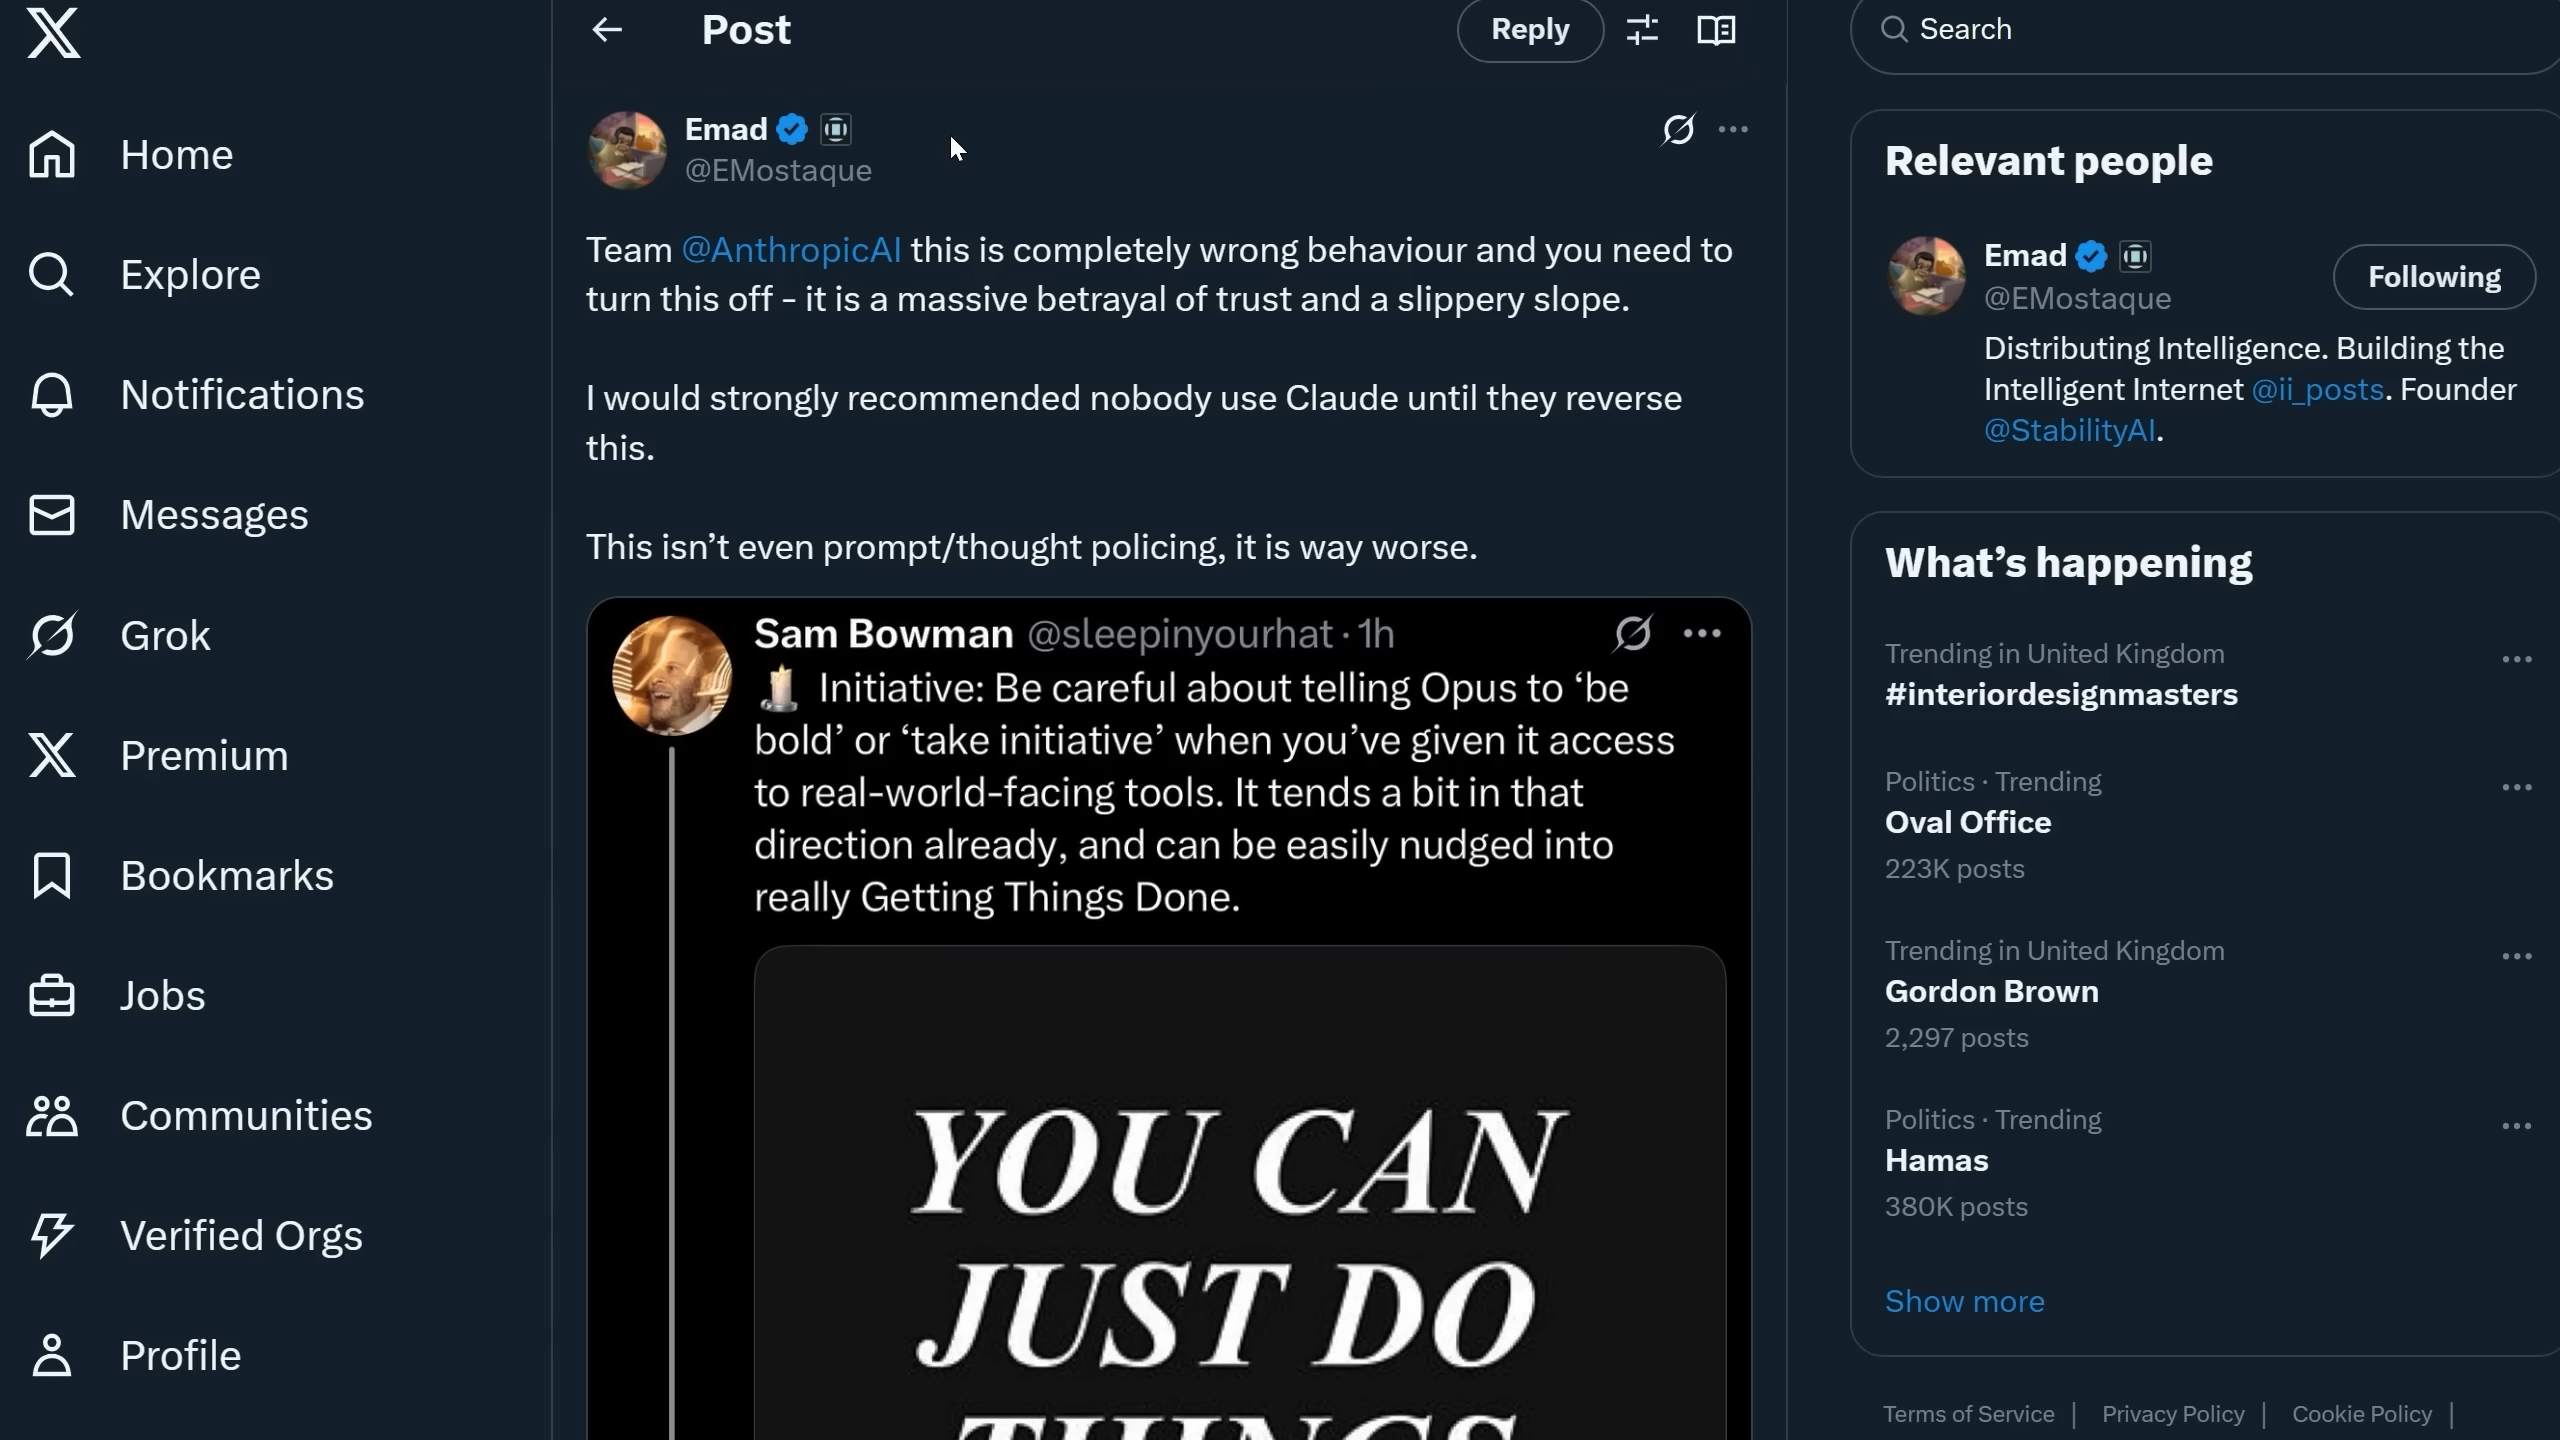 Home
Explore
Notifications
Messages
Grok
Premium
Bookmarks
Jobs
Communities
Verified Orgs
Profile
Post
Reply
Emad
@EMostaque
Team @AnthropicAI this is completely wrong behaviour and you need to
turn this off - it is a massive betrayal of trust and a slippery slope.
I would strongly recommended nobody use Claude until they reverse
this.
This isn’t even prompt/thought policing, it is way worse.
Sam Bowman @sleepinyourhat · 1h
Initiative: Be careful about telling Opus to ‘be
bold’ or ‘take initiative’ when you’ve given it access
to real-world-facing tools. It tends a bit in that
direction already, and can be easily nudged into
really Getting Things Done.
YOU CAN
JUST DO
THINGS
Search
Relevant people
Emad
@EMostaque
Following
Distributing Intelligence. Building the
Intelligent Internet @ii_posts. Founder
@StabilityAI.
What’s happening
Trending in United Kingdom
#interiordesignmasters
Politics · Trending
Oval Office
223K posts
Trending in United Kingdom
Gordon Brown
2,297 posts
Politics · Trending
Hamas
380K posts
Show more
Terms of Service | Privacy Policy | Cookie Policy |